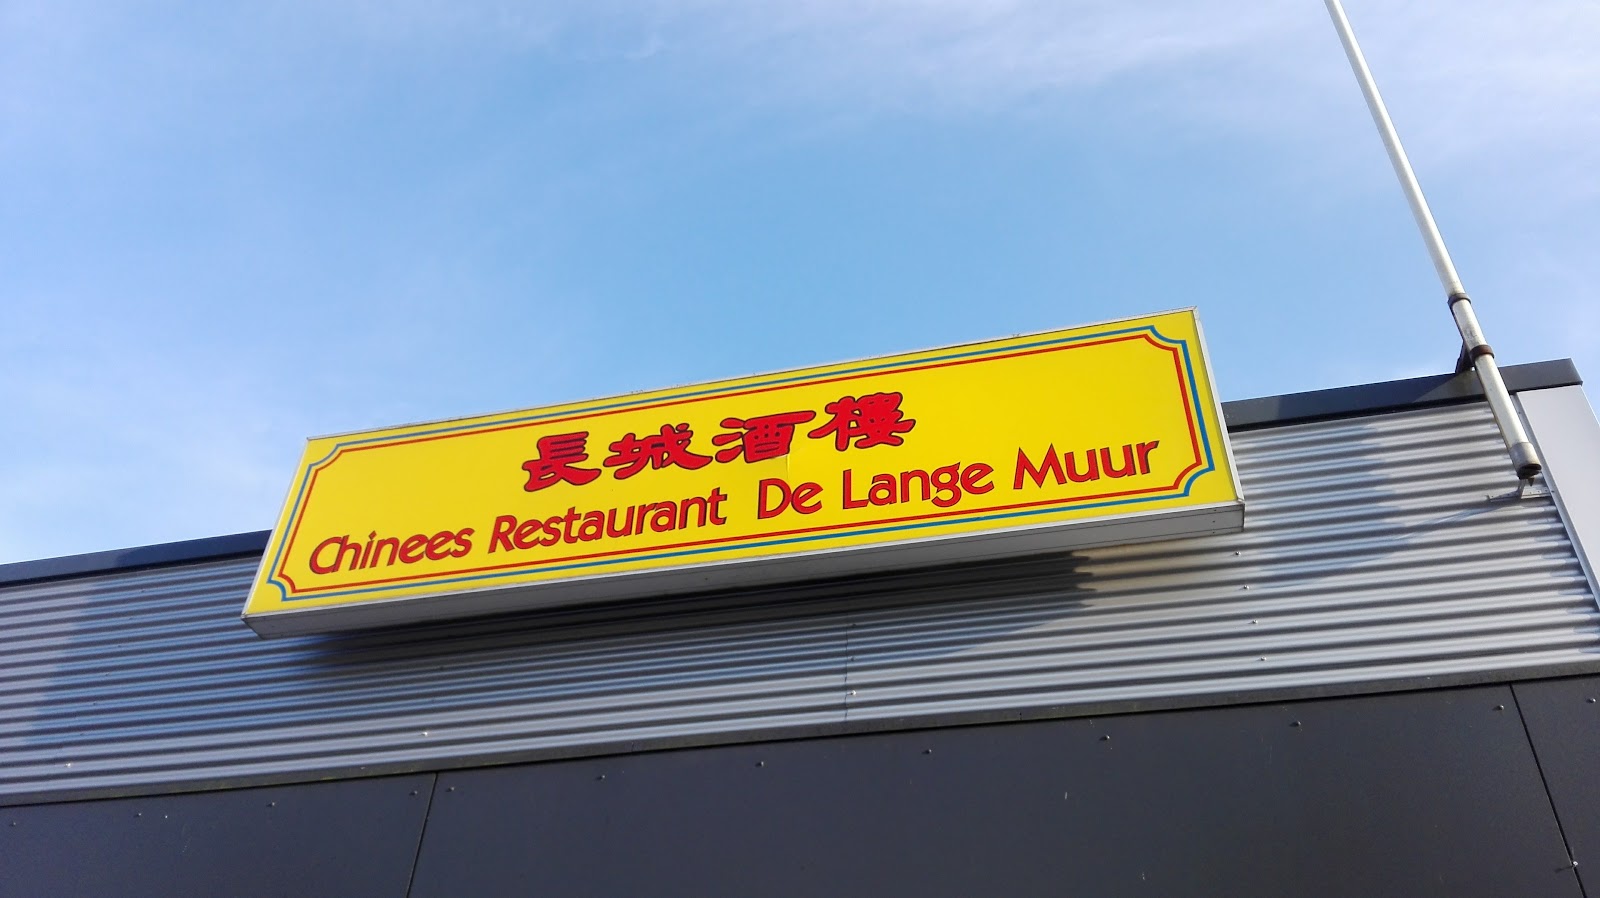 長城酒樓
Chinees Restaurant De Lange Muur